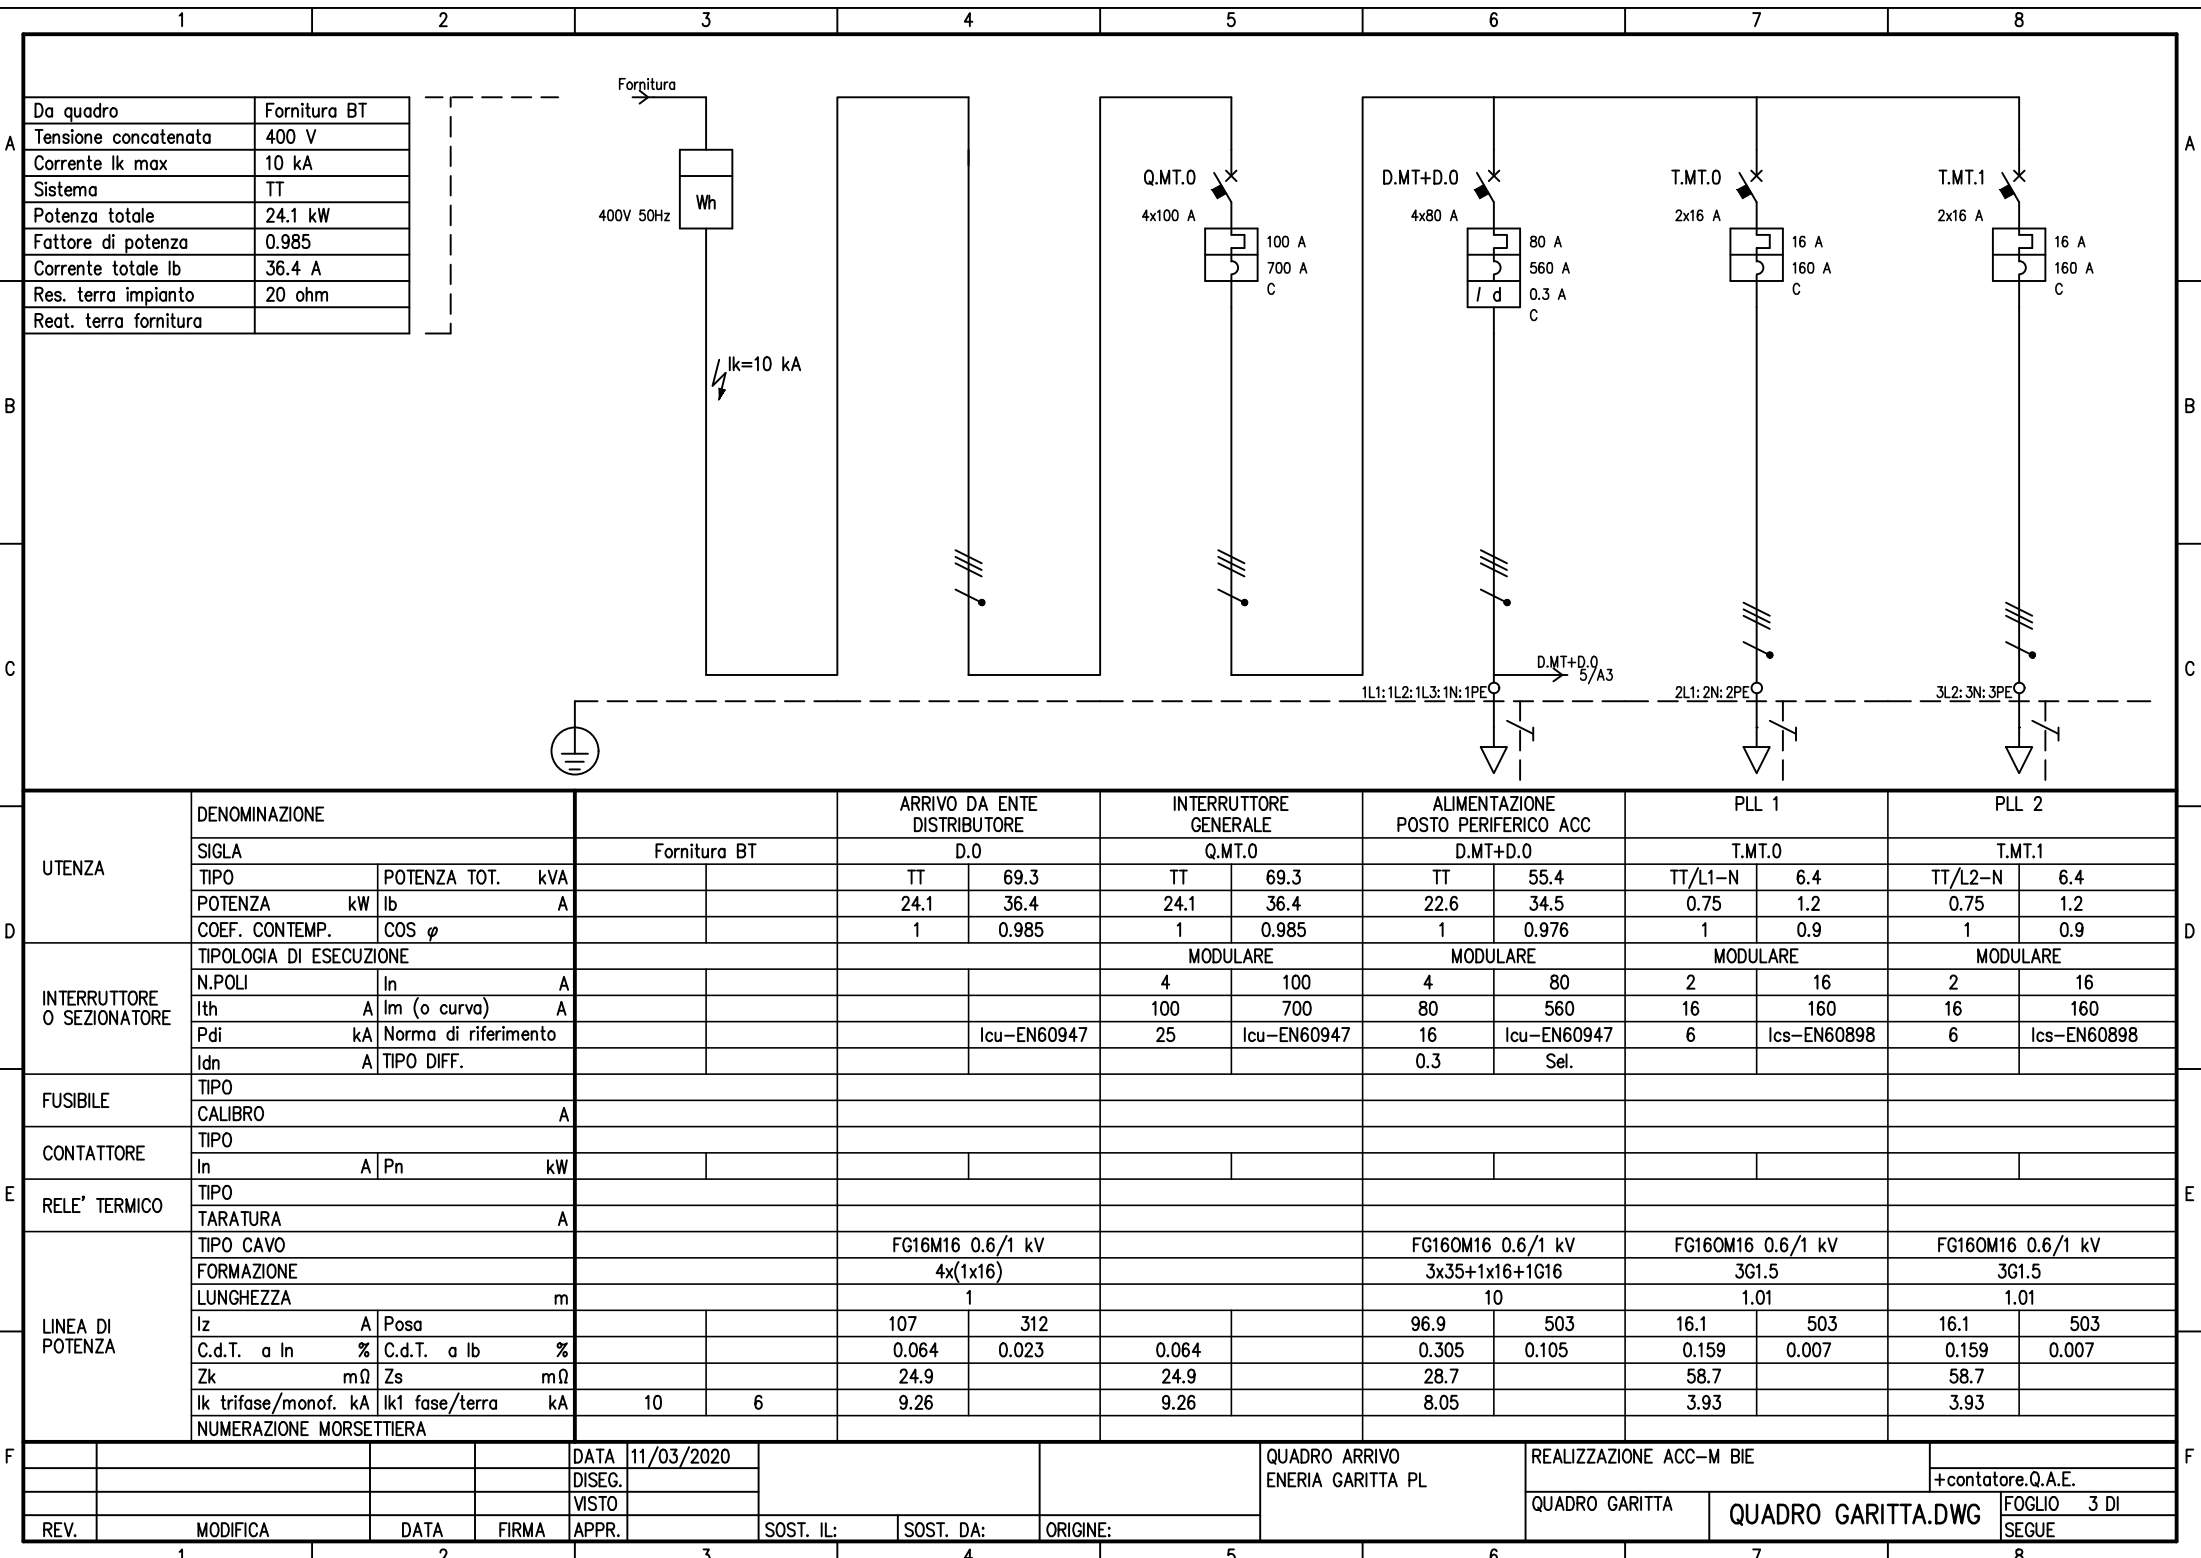 1 2 3 4 5 6 7 8
A A
B B
C C
D D
E E
F F
Da quadro Fornitura BT
Tensione concatenata 400 V
Corrente Ik max 10 kA
Sistema TT
Potenza totale 24.1 kW
Fattore di potenza 0.985
Corrente totale Ib 36.4 A
Res. terra impianto 20 ohm
Reat. terra fornitura
Fornitura
Wh
400V 50Hz
Ik=10 kA
Q.MT.0
4x100 A
100 A
700 A
C
D.MT+D.0
4x80 A
80 A
560 A
I d 0.3 A
C
T.MT.0
2x16 A
16 A
160 A
C
T.MT.1
2x16 A
16 A
160 A
C
D.MT+D.0
5/A3
1L1:1L2:1L3:1N:1PE
2L1:2N:2PE
3L2:3N:3PE
UTENZA
DENOMINAZIONE ARRIVO DA ENTE DISTRIBUTORE INTERRUTTORE GENERALE ALIMENTAZIONE POSTO PERIFERICO ACC PLL 1 PLL 2
SIGLA Fornitura BT D.0 Q.MT.0 D.MT+D.0 T.MT.0 T.MT.1
TIPO POTENZA TOT. kVA TT 69.3 TT 69.3 TT 55.4 TT/L1-N 6.4 TT/L2-N 6.4
POTENZA kW Ib A 24.1 36.4 24.1 36.4 22.6 34.5 0.75 1.2 0.75 1.2
COEF. CONTEMP. COS φ 1 0.985 1 0.985 1 0.976 1 0.9 1 0.9
INTERRUTTORE
O SEZIONATORE
TIPOLOGIA DI ESECUZIONE MODULARE MODULARE MODULARE MODULARE
N.POLI In A 4 100 4 80 2 16 2 16
Ith A Im (o curva) A 100 700 80 560 16 160 16 160
Pdi kA Norma di riferimento Icu-EN60947 25 Icu-EN60947 16 Icu-EN60947 6 Ics-EN60898 6 Ics-EN60898
Idn A TIPO DIFF. 0.3 Sel.
FUSIBILE
TIPO
CALIBRO A
CONTATTORE
TIPO
In A Pn kW
RELE' TERMICO
TIPO
TARATURA A
LINEA DI
POTENZA
TIPO CAVO FG16M16 0.6/1 kV FG16OM16 0.6/1 kV FG16OM16 0.6/1 kV FG16OM16 0.6/1 kV
FORMAZIONE 4x(1x16) 3x35+1x16+1G16 3G1.5 3G1.5
LUNGHEZZA m 1 10 1.01 1.01
Iz A Posa 107 312 96.9 503 16.1 503 16.1 503
C.d.T. a In % C.d.T. a Ib % 0.064 0.023 0.064 0.305 0.105 0.159 0.007 0.159 0.007
Zk mΩ Zs mΩ 24.9 24.9 28.7 58.7 58.7
Ik trifase/monof. kA Ik1 fase/terra kA 10 6 9.26 9.26 8.05 3.93 3.93
NUMERAZIONE MORSETTIERA
DATA 11/03/2020
DISEG.
VISTO
REV. MODIFICA DATA FIRMA APPR. SOST. IL: SOST. DA: ORIGINE:
QUADRO ARRIVO
ENERIA GARITTA PL
REALIZZAZIONE ACC-M BIE
+contatore.Q.A.E.
QUADRO GARITTA QUADRO GARITTA.DWG
FOGLIO 3 DI
SEGUE
1 2 3 4 5 6 7 8